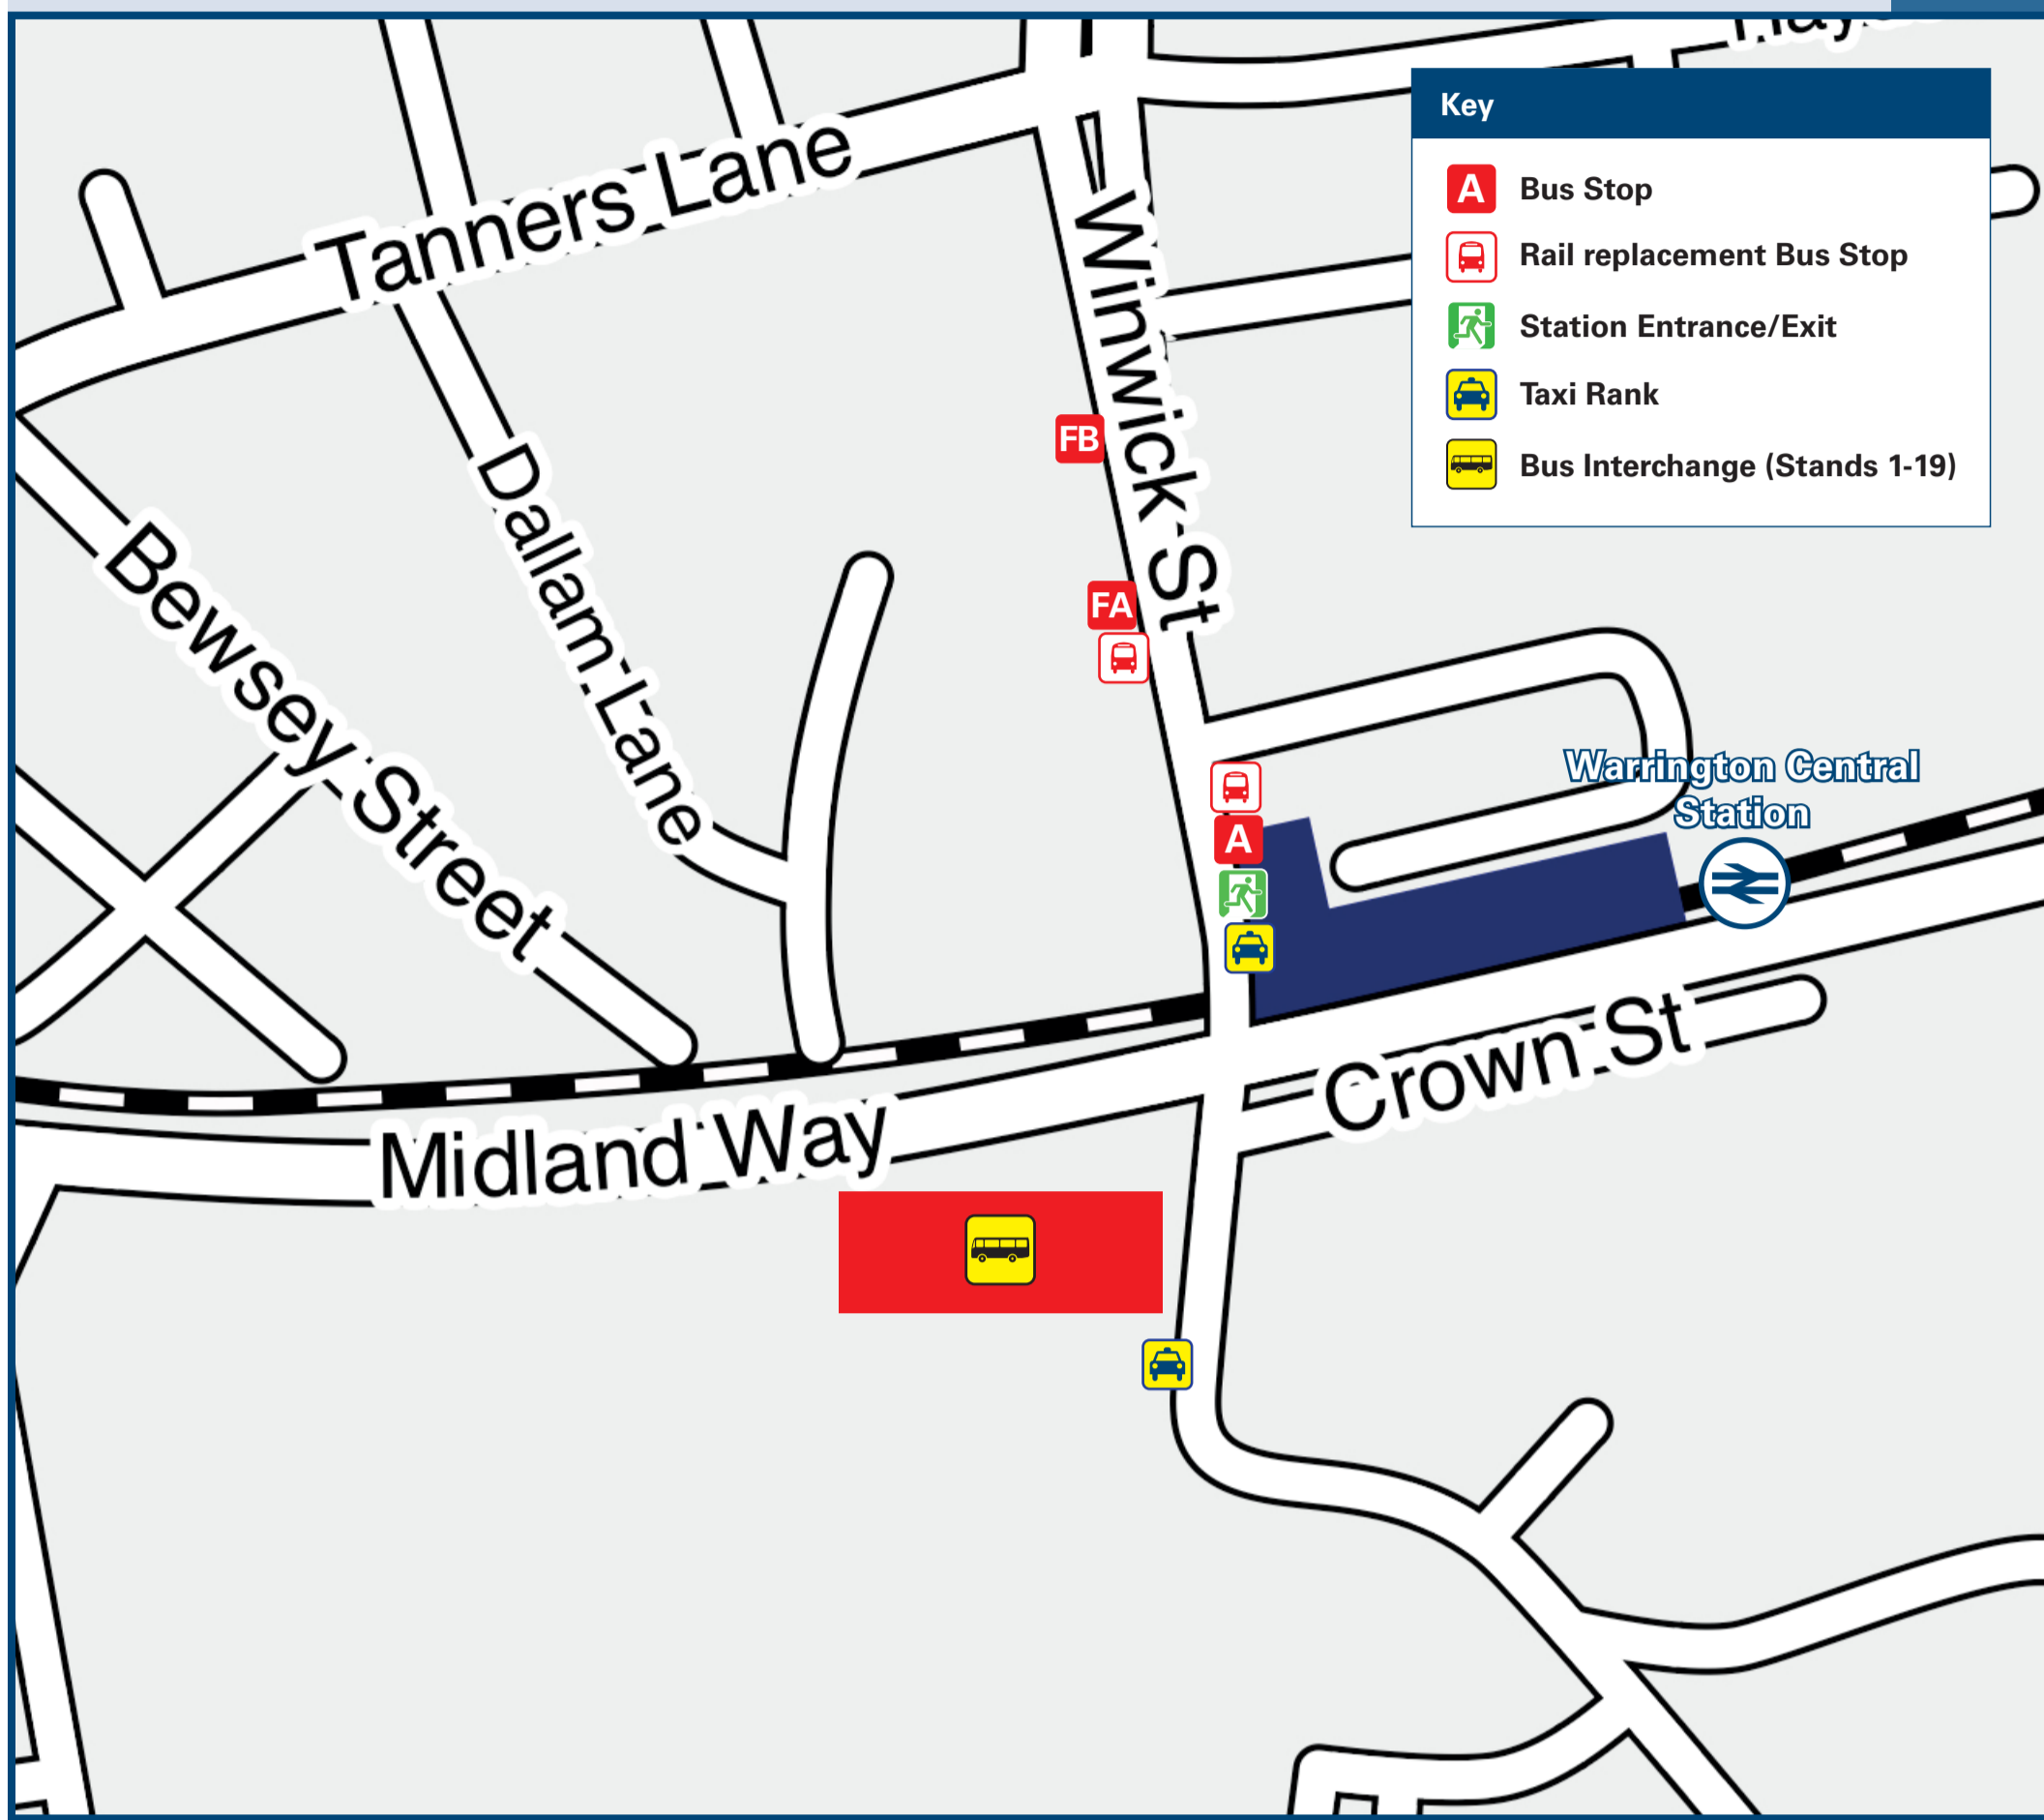 Key
A Bus Stop
Rail replacement Bus Stop
Station Entrance/Exit
Taxi Rank
Bus Interchange (Stands 1-19)
Tanners Lane
Winwick St
FB
Dallam Lane
Bewsey Street
FA
Warrington Central
Station
A
Crown St
Midland Way